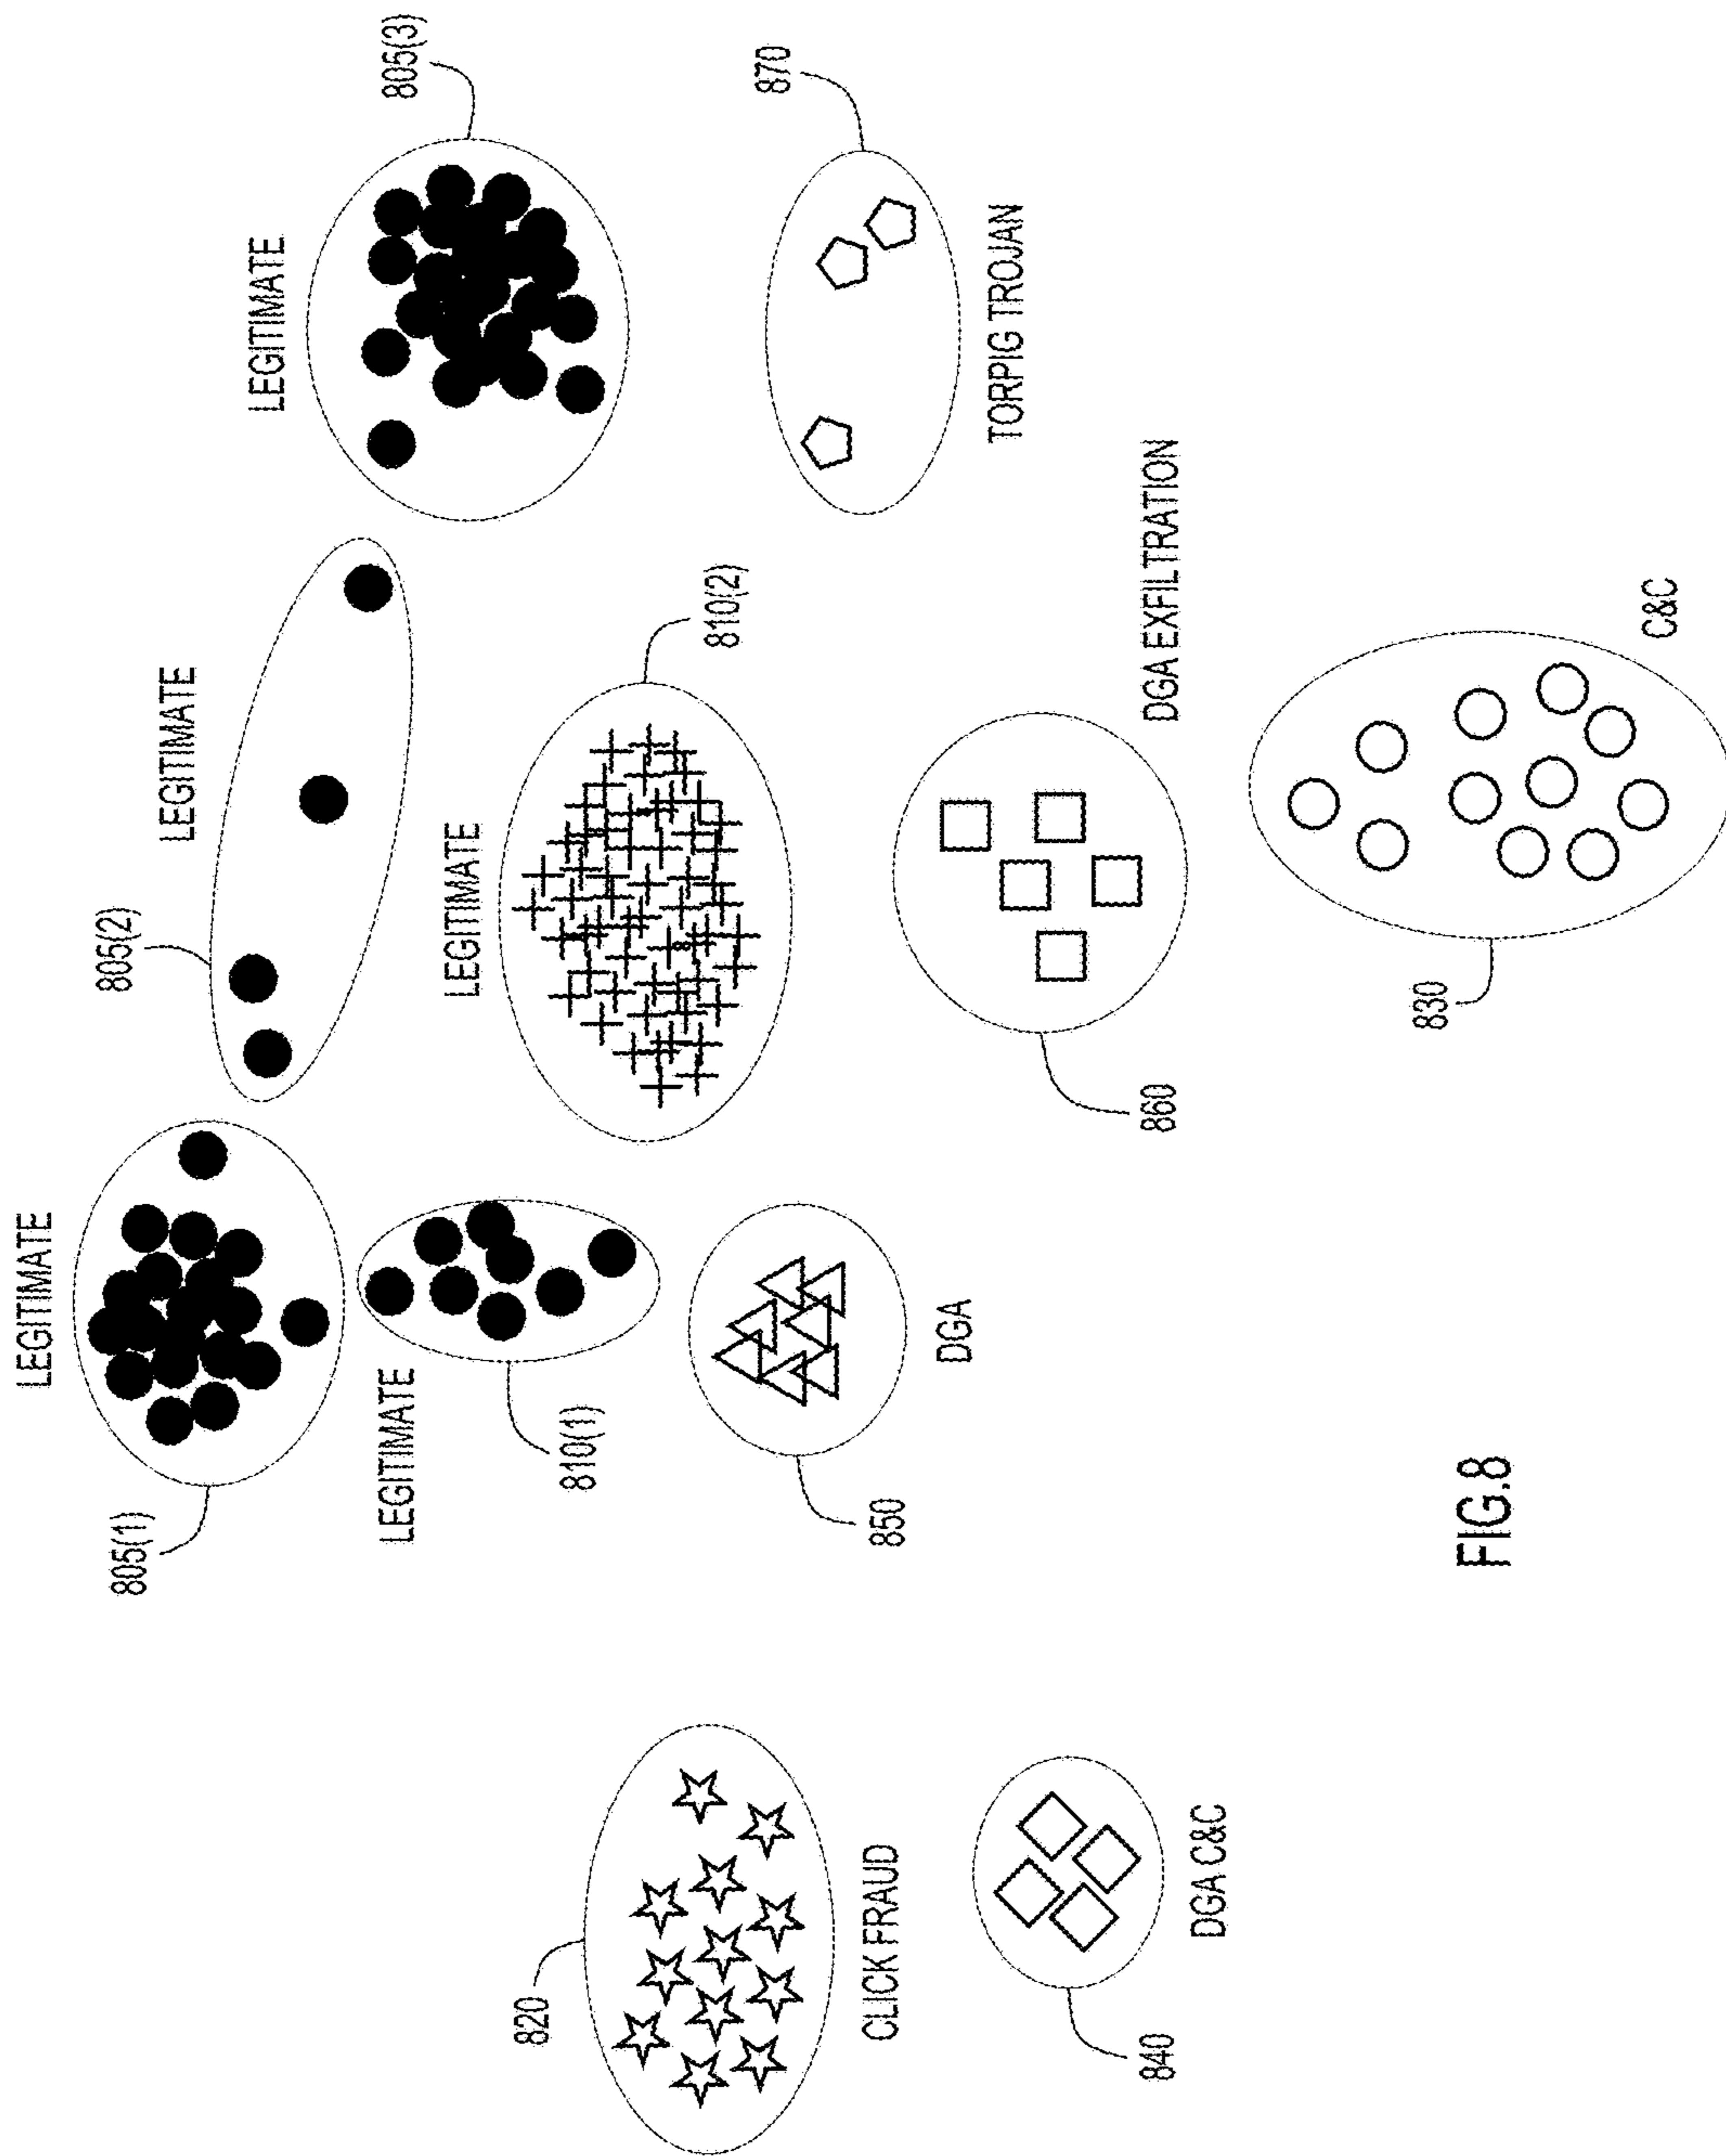 LEGITIMATE
805(1)
LEGITIMATE
810(1)
LEGITIMATE
805(2)
LEGITIMATE
810(2)
LEGITIMATE
805(3)
820
CLICK FRAUD
850
DGA
860
DGA EXFILTRATION
870
TORPIG TROJAN
840
DGA C&C
830
C&C
FIG.8